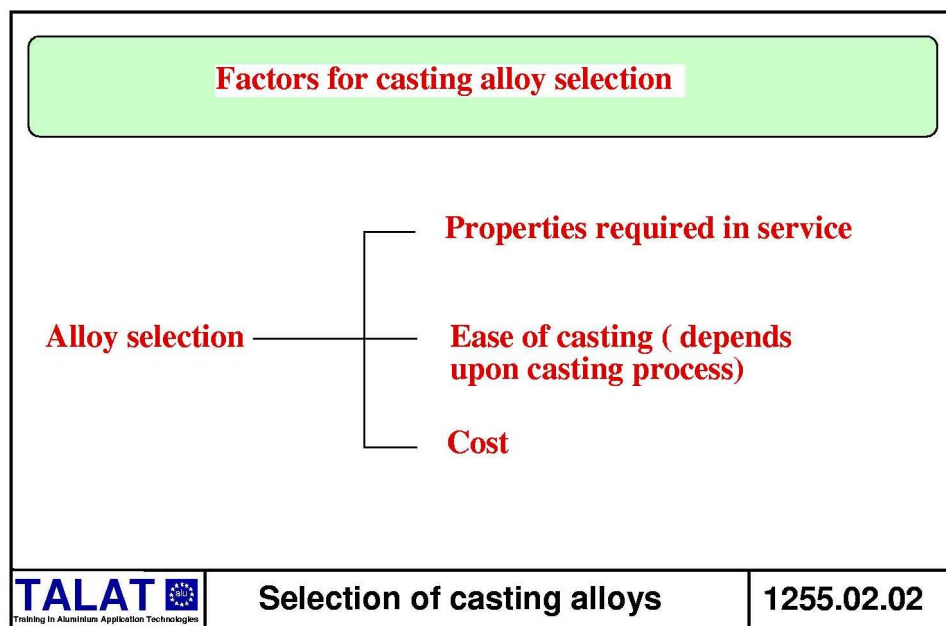 Factors for casting alloy selection
Properties required in service
Alloy selection
Ease of casting ( depends
upon casting process)
Cost
TALAT
alu
Training in Aluminium Application Technologies
Selection of casting alloys
1255.02.02